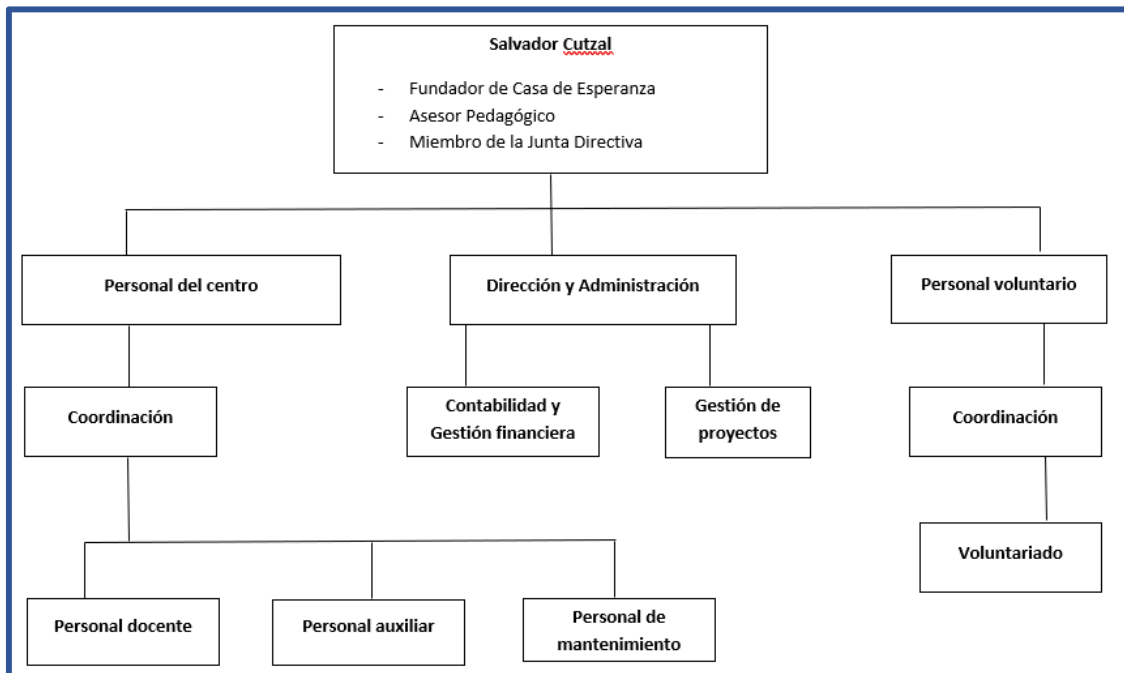 Salvador Cutzal
- Fundador de Casa de Esperanza
- Asesor Pedagógico
- Miembro de la Junta Directiva
Personal del centro
Dirección y Administración
Personal voluntario
Coordinación
Contabilidad y
Gestión financiera
Gestión de
proyectos
Coordinación
Voluntariado
Personal docente
Personal auxiliar
Personal de
mantenimiento